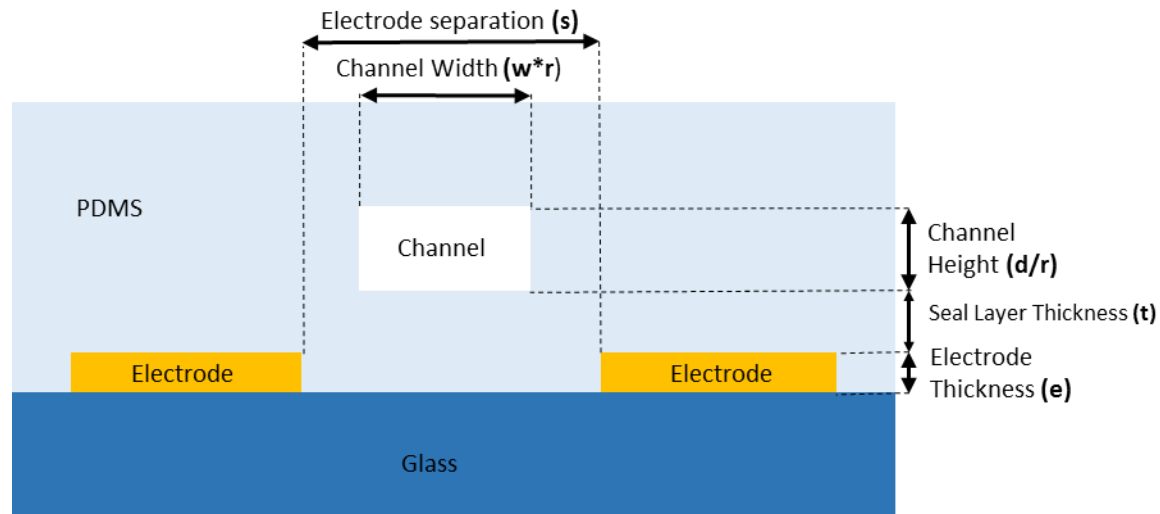 Electrode separation (s)
Channel Width (w*r)
PDMS
Channel
Channel
Height (d/r)
Seal Layer Thickness (t)
Electrode
Electrode
Electrode
Thickness (e)
Glass